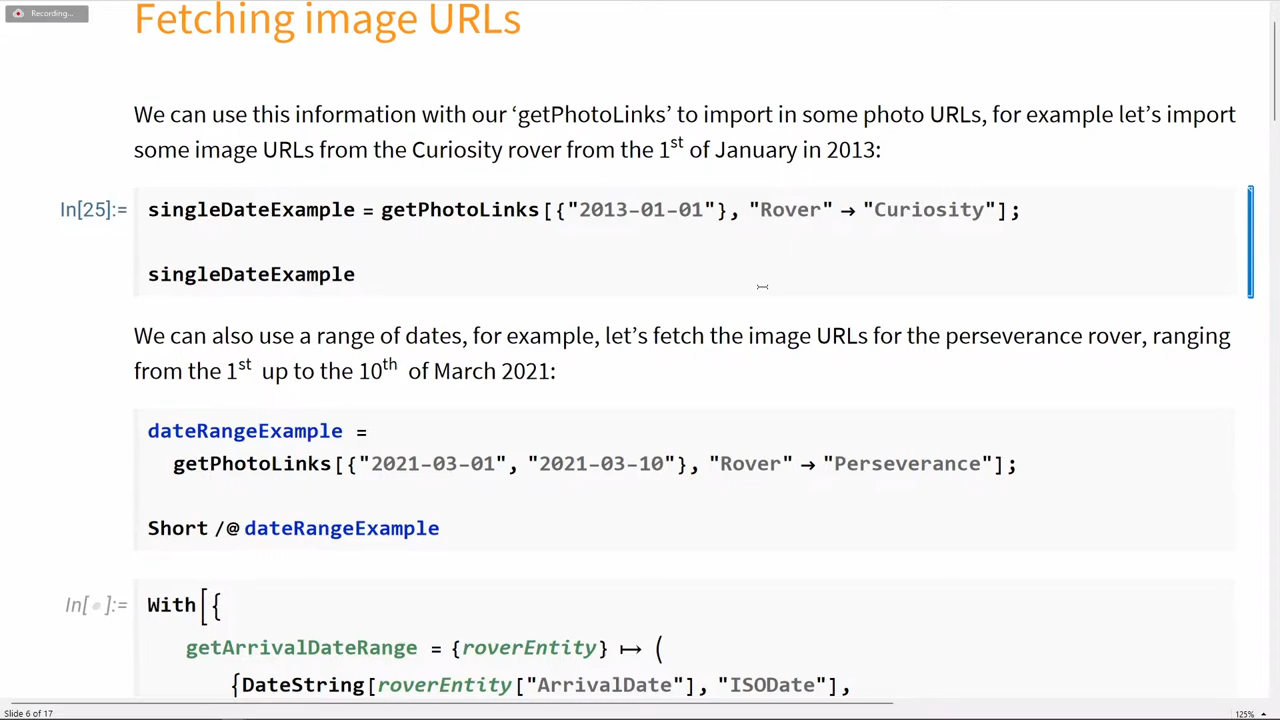 Recording...
Fetching image URLs
We can use this information with our ‘getPhotoLinks’ to import in some photo URLs, for example let’s import
some image URLs from the Curiosity rover from the 1st of January in 2013:
In[25]:= singleDateExample = getPhotoLinks[{"2013-01-01"}, "Rover" → "Curiosity"];
singleDateExample
We can also use a range of dates, for example, let’s fetch the image URLs for the perseverance rover, ranging
from the 1st up to the 10th of March 2021:
dateRangeExample =
getPhotoLinks[{"2021-03-01", "2021-03-10"}, "Rover" → "Perseverance"];
Short /@ dateRangeExample
In[ ]:= With[{
getArrivalDateRange = {roverEntity} ↦ (
{DateString[roverEntity["ArrivalDate"], "ISODate"],
Slide 6 of 17
125%